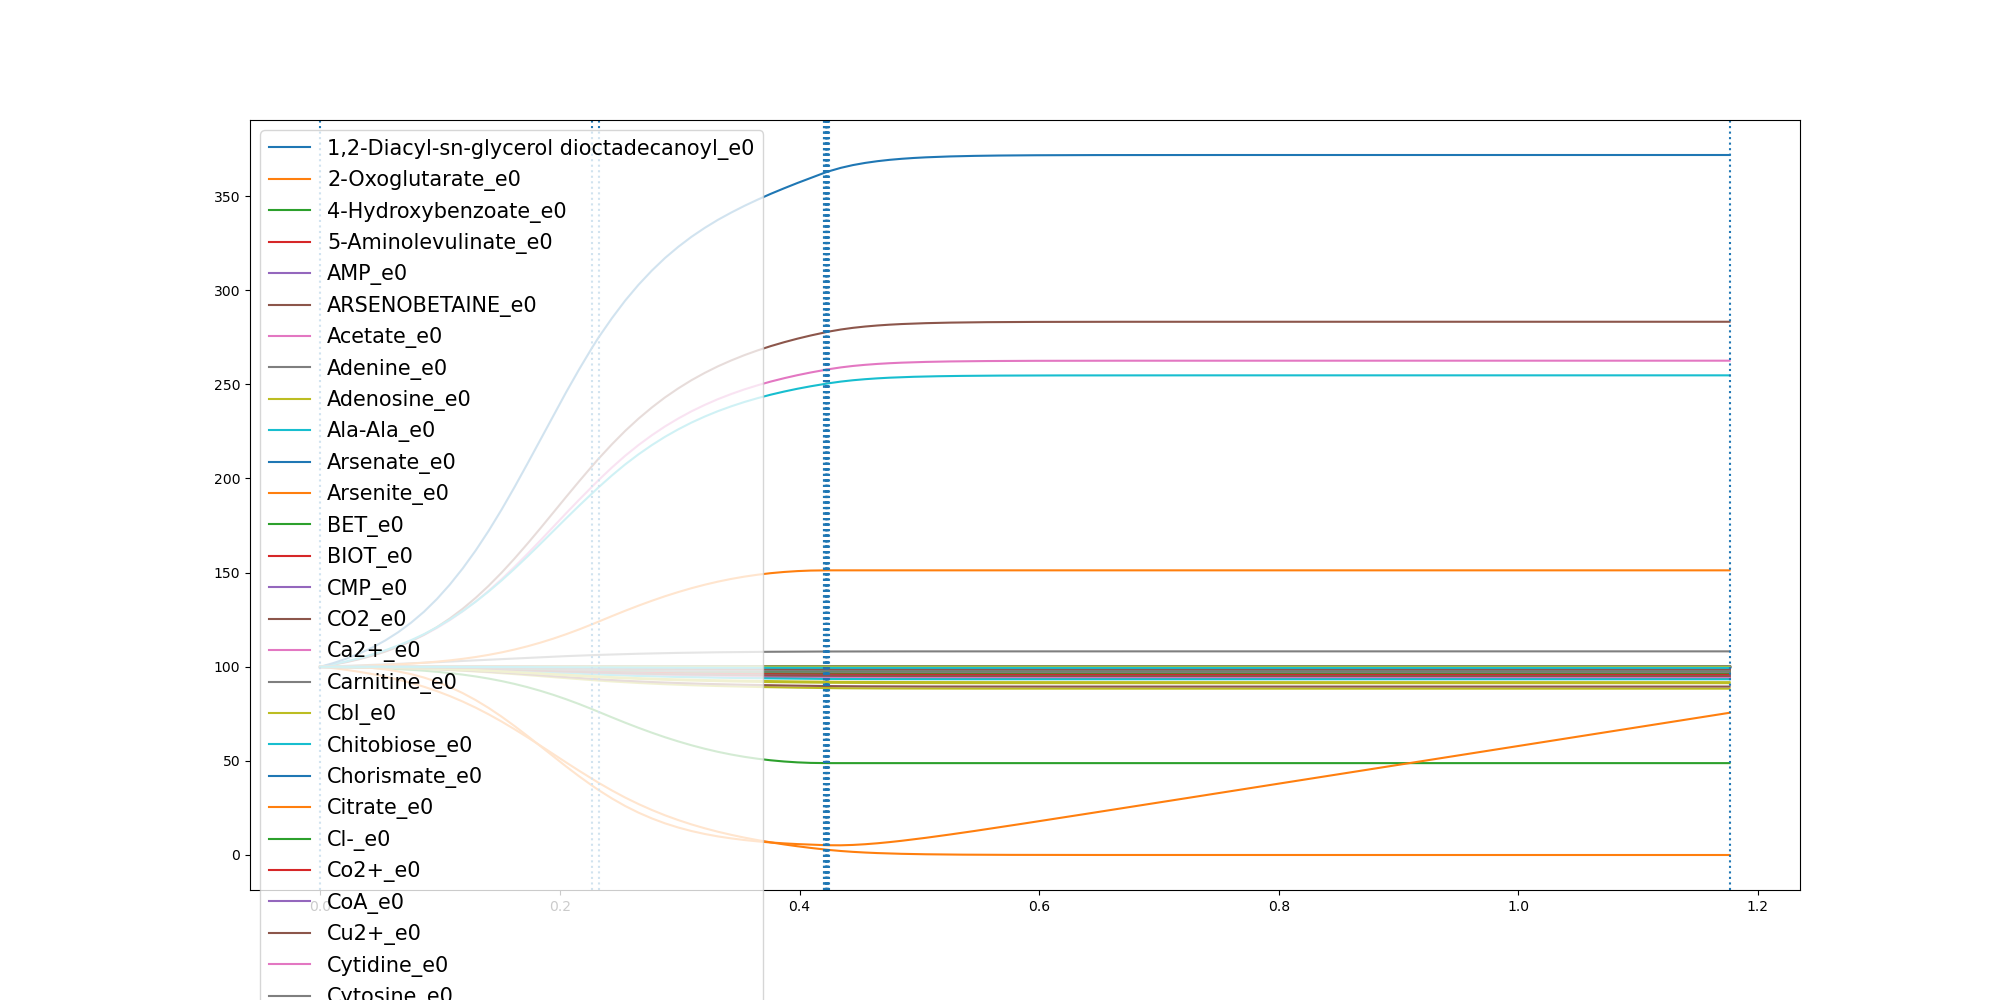 1,2-Diacyl-sn-glycerol dioctadecanoyl_e0
2-Oxoglutarate_e0
4-Hydroxybenzoate_e0
5-Aminolevulinate_e0
AMP_e0
ARSENOBETAINE_e0
Acetate_e0
Adenine_e0
Adenosine_e0
Ala-Ala_e0
Arsenate_e0
Arsenite_e0
BET_e0
BIOT_e0
CMP_e0
CO2_e0
Ca2+_e0
Carnitine_e0
Cbl_e0
Chitobiose_e0
Chorismate_e0
Citrate_e0
Cl-_e0
Co2+_e0
CoA_e0
Cu2+_e0
Cytidine_e0
Cytosine_e0
350
300
250
200
150
100
50
0
0.0 0.2 0.4 0.6 0.8 1.0 1.2